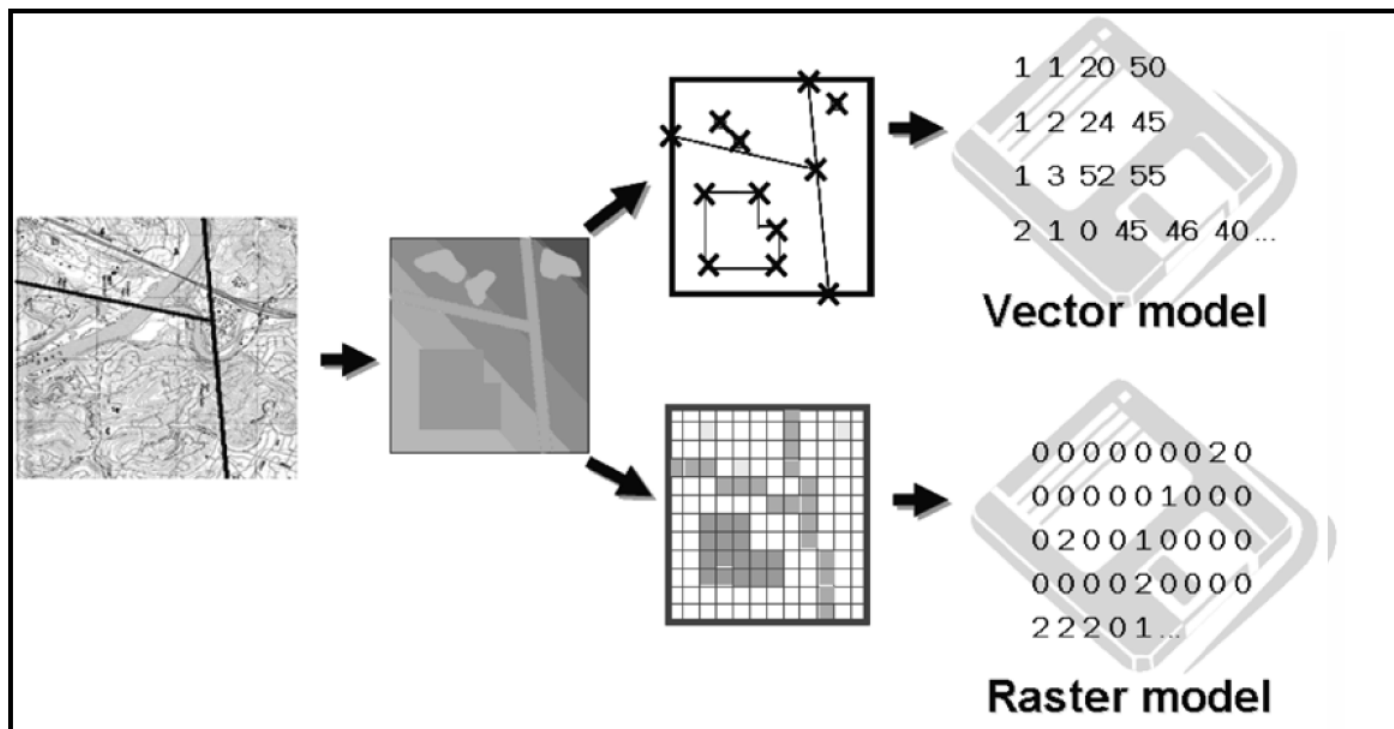 1 1 20 50
1 2 24 45
1 3 52 55
2 1 0 45 46 40...
Vector model
0 0 0 0 0 0 0 2 0
0 0 0 0 0 1 0 0 0
0 2 0 0 1 0 0 0 0
0 0 0 0 2 0 0 0 0
2 2 2 0 1 ...
Raster model